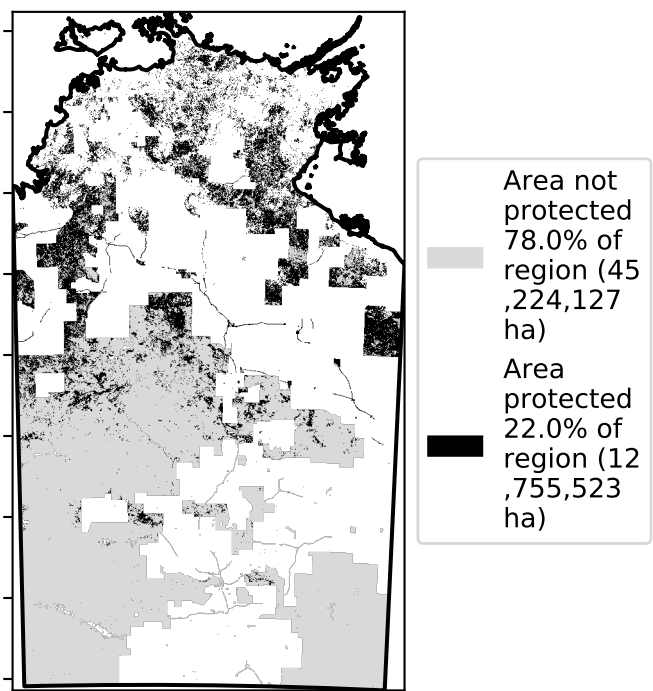 Area not
protected
78.0% of
region (45
,224,127
ha)
Area
protected
22.0% of
region (12
,755,523
ha)